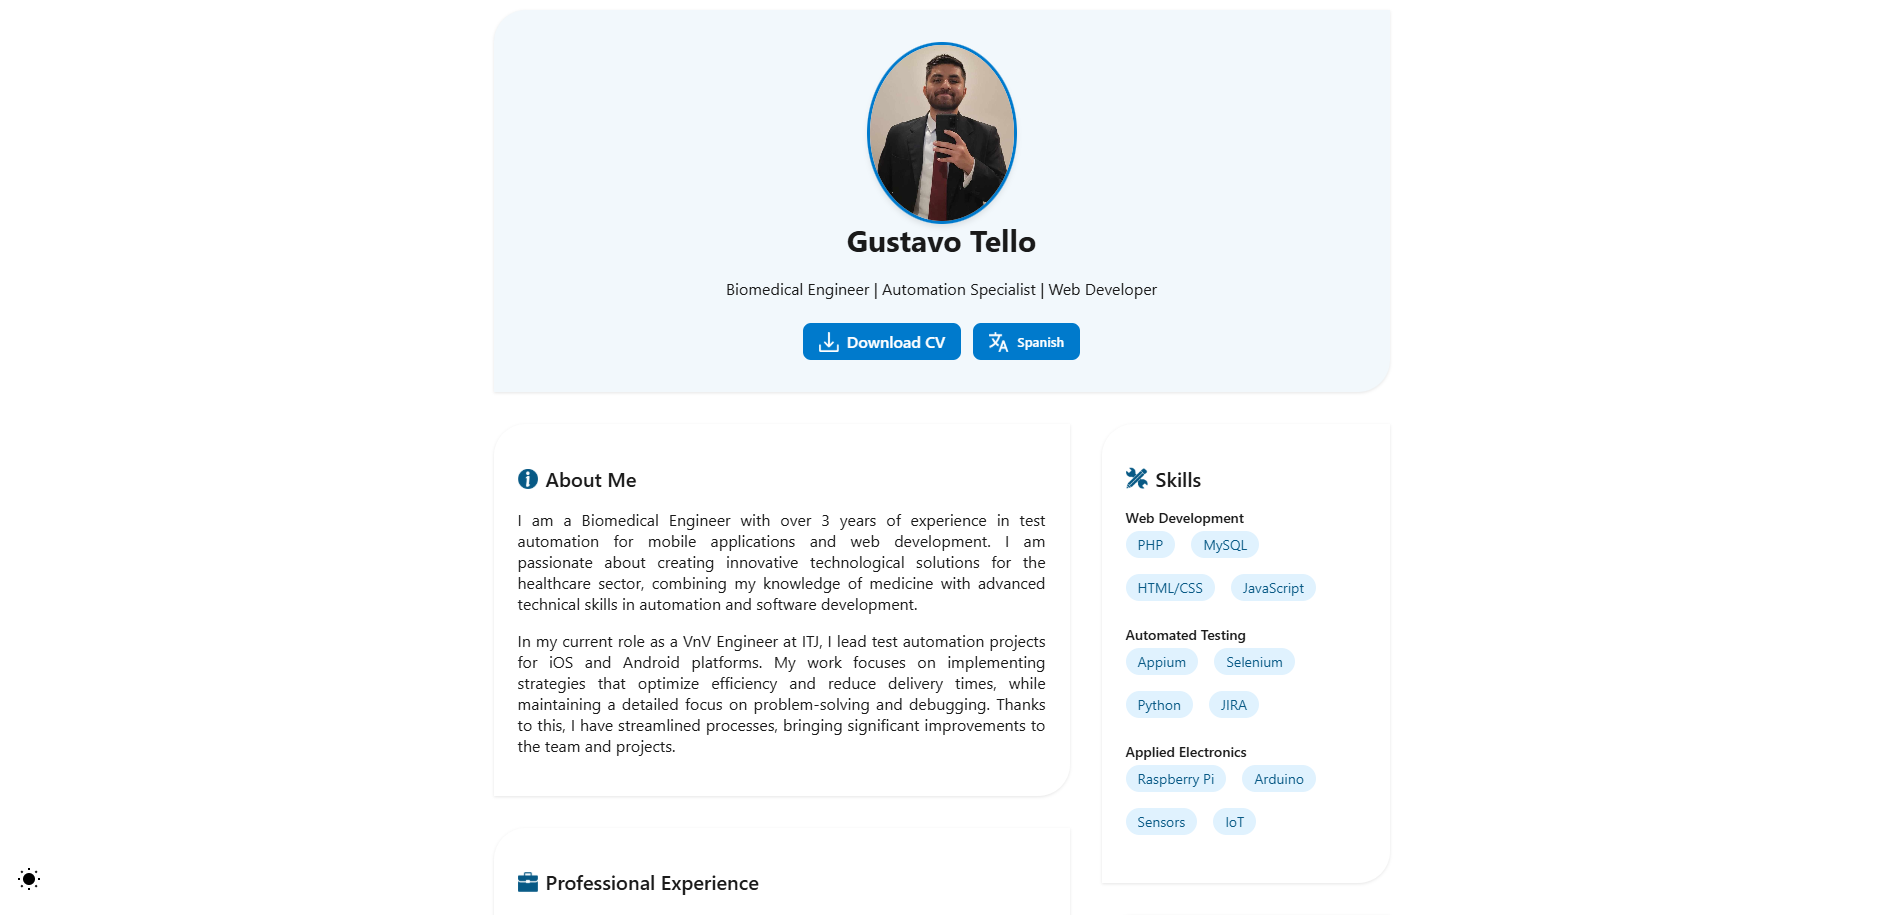 Gustavo Tello
Biomedical Engineer | Automation Specialist | Web Developer
Download CV
Spanish
About Me
I am a Biomedical Engineer with over 3 years of experience in test
automation for mobile applications and web development. I am
passionate about creating innovative technological solutions for the
healthcare sector, combining my knowledge of medicine with advanced
technical skills in automation and software development.
In my current role as a VnV Engineer at ITJ, I lead test automation projects
for iOS and Android platforms. My work focuses on implementing
strategies that optimize efficiency and reduce delivery times, while
maintaining a detailed focus on problem-solving and debugging. Thanks
to this, I have streamlined processes, bringing significant improvements to
the team and projects.
Professional Experience
Skills
Web Development
PHP MySQL
HTML/CSS JavaScript
Automated Testing
Appium Selenium
Python JIRA
Applied Electronics
Raspberry Pi Arduino
Sensors IoT